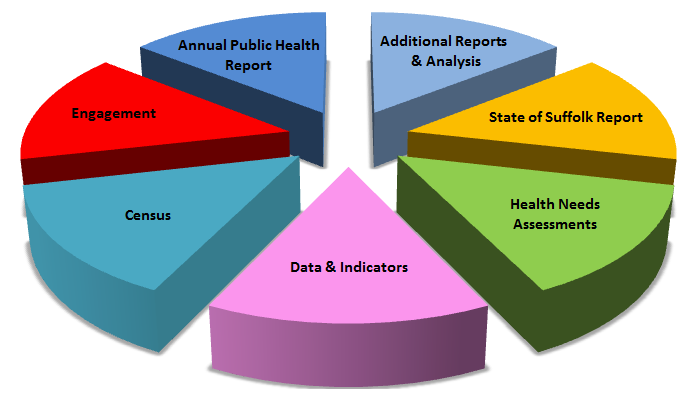 Annual Public Health
Report
Additional Reports
& Analysis
Engagement
State of Suffolk Report
Census
Health Needs
Assessments
Data & Indicators